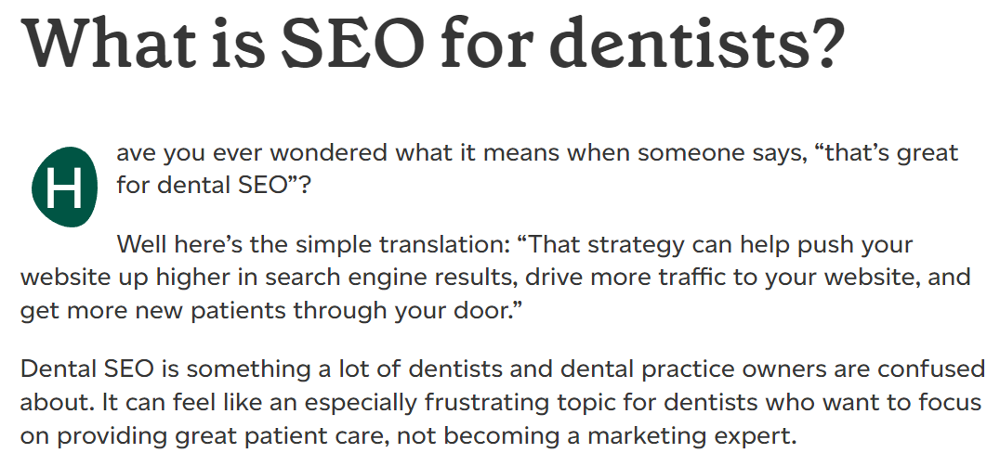 What is SEO for dentists?
Have you ever wondered what it means when someone says, “that’s great
for dental SEO”?
Well here’s the simple translation: “That strategy can help push your
website up higher in search engine results, drive more traffic to your website, and
get more new patients through your door.”
Dental SEO is something a lot of dentists and dental practice owners are confused
about. It can feel like an especially frustrating topic for dentists who want to focus
on providing great patient care, not becoming a marketing expert.